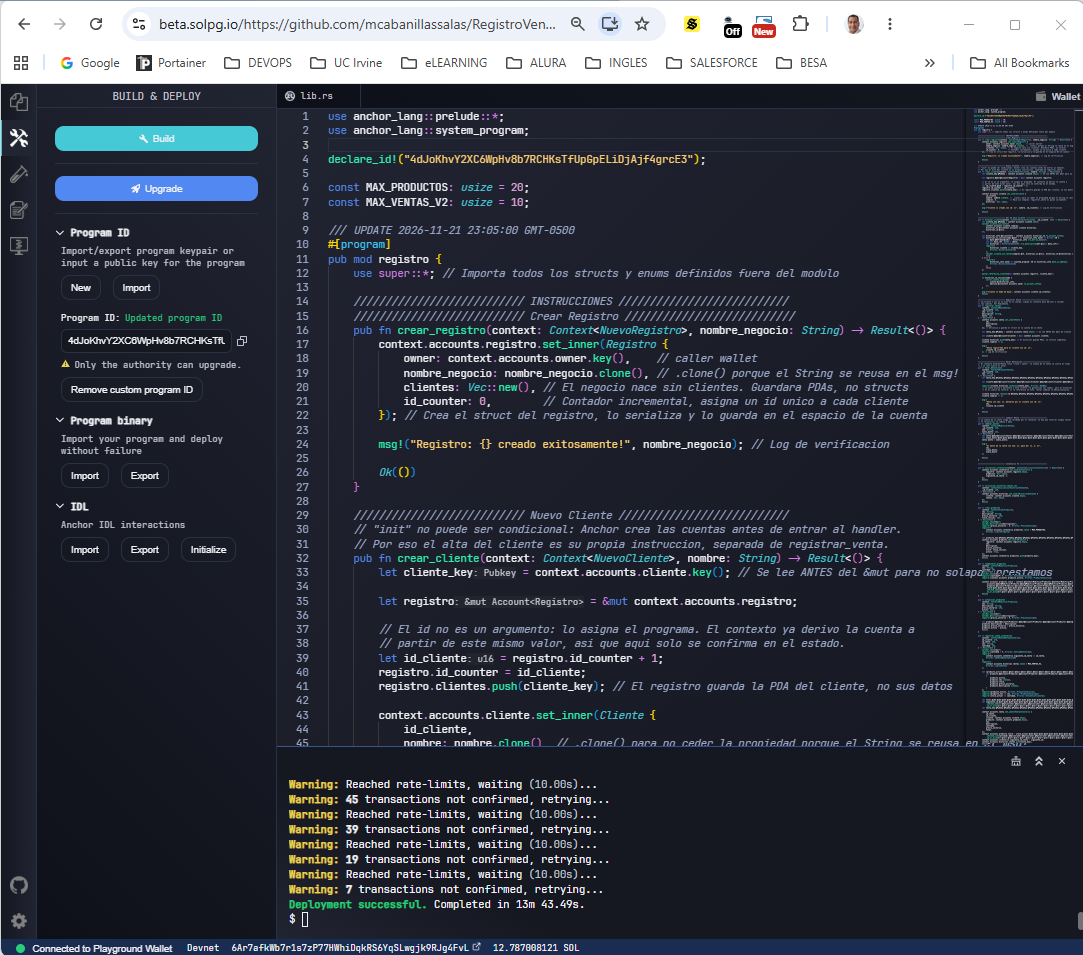 beta.solpg.io/https://github.com/mcabanillassalas/RegistroVen...
Off
New
Google
Portainer
DEVOPS
UC Irvine
eLEARNING
ALURA
INGLES
SALESFORCE
BESA
»
All Bookmarks
BUILD & DEPLOY
Build
Upgrade
Program ID
Import/export program keypair or
input a public key for the program
New
Import
Program ID: Updated program ID
4dJoKhvY2XC6WpHv8b7RCHKsTfU
Only the authority can upgrade.
Remove custom program ID
Program binary
Import your program and deploy
without failure
Import
Export
IDL
Anchor IDL interactions
Import
Export
Initialize
lib.rs
Wallet
1 use anchor_lang::prelude::*;
2 use anchor_lang::system_program;
3
4 declare_id!("4dJoKhvY2XC6WpHv8b7RCHKsTfUpGpELiDjAjf4grcE3");
5
6 const MAX_PRODUCTOS: usize = 20;
7 const MAX_VENTAS_V2: usize = 10;
8
9 /// UPDATE 2026-11-21 23:05:00 GMT-0500
10 #[program]
11 pub mod registro {
12 use super::*; // Importa todos los structs y enums definidos fuera del modulo
13
14 /////////////////////////// INSTRUCCIONES ///////////////////////////
15 /////////////////////////// Crear Registro ///////////////////////////
16 pub fn crear_registro(context: Context<NuevoRegistro>, nombre_negocio: String) -> Result<()> {
17 context.accounts.registro.set_inner(Registro {
18 owner: context.accounts.owner.key(), // caller wallet
19 nombre_negocio: nombre_negocio.clone(), // .clone() porque el String se reusa en el msg!
20 clientes: Vec::new(), // El negocio nace sin clientes. Guardara PDAs, no structs
21 id_counter: 0, // Contador incremental, asigna un id unico a cada cliente
22 }); // Crea el struct del registro, lo serializa y lo guarda en el espacio de la cuenta
23
24 msg!("Registro: {} creado exitosamente!", nombre_negocio); // Log de verificacion
25
26 Ok(())
27 }
28
29 /////////////////////////// Nuevo Cliente ///////////////////////////
30 // "init" no puede ser condicional: Anchor crea las cuentas antes de entrar al handler.
31 // Por eso el alta del cliente es su propia instruccion, separada de registrar_venta.
32 pub fn crear_cliente(context: Context<NuevoCliente>, nombre: String) -> Result<()> {
33 let cliente_key: Pubkey = context.accounts.cliente.key(); // Se lee ANTES del &mut para no solapar prestamos
34
35 let registro: &mut Account<Registro> = &mut context.accounts.registro;
36
37 // El id no es un argumento: lo asigna el programa. El contexto ya derivo la cuenta a
38 // partir de este mismo valor, asi que aqui solo se confirma en el estado.
39 let id_cliente: u16 = registro.id_counter + 1;
40 registro.id_counter = id_cliente;
41 registro.clientes.push(cliente_key); // El registro guarda la PDA del cliente, no sus datos
42
43 context.accounts.cliente.set_inner(Cliente {
44 id_cliente,
45 nombre: nombre.clone(), // .clone() para no ceder la propiedad porque el String se reusa en
Warning: Reached rate-limits, waiting (10.00s)...
Warning: 45 transactions not confirmed, retrying...
Warning: Reached rate-limits, waiting (10.00s)...
Warning: 39 transactions not confirmed, retrying...
Warning: Reached rate-limits, waiting (10.00s)...
Warning: 19 transactions not confirmed, retrying...
Warning: Reached rate-limits, waiting (10.00s)...
Warning: 7 transactions not confirmed, retrying...
Deployment successful. Completed in 13m 43.49s.
$
Connected to Playground Wallet Devnet 6Ar7afkWb7r1s7zP77HWhiDqkRS6YqSLwgjk9RJg4FvL 12.787008121 SOL